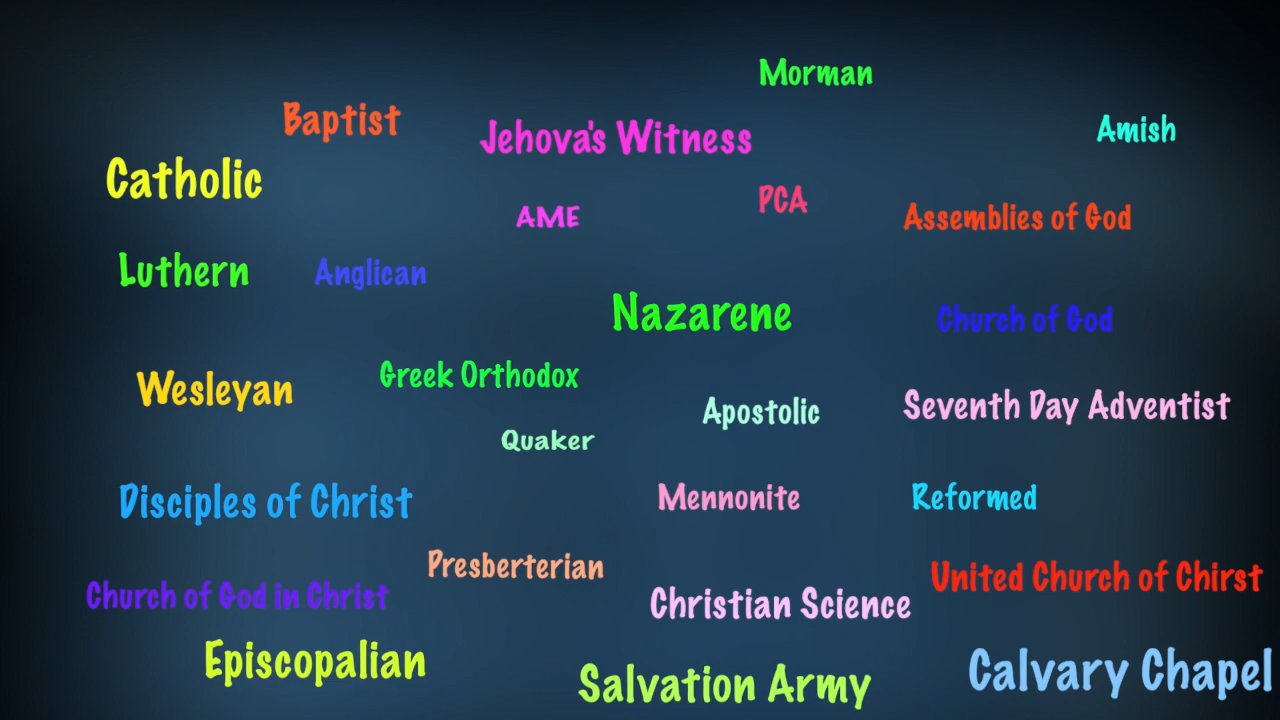 Morman
Baptist
Jehova's Witness
Amish
Catholic
AME
PCA
Assemblies of God
Luthern
Anglican
Nazarene
Church of God
Wesleyan
Greek Orthodox
Apostolic
Seventh Day Adventist
Quaker
Disciples of Christ
Mennonite
Reformed
Presberterian
United Church of Chirst
Church of God in Christ
Christian Science
Episcopalian
Salvation Army
Calvary Chapel